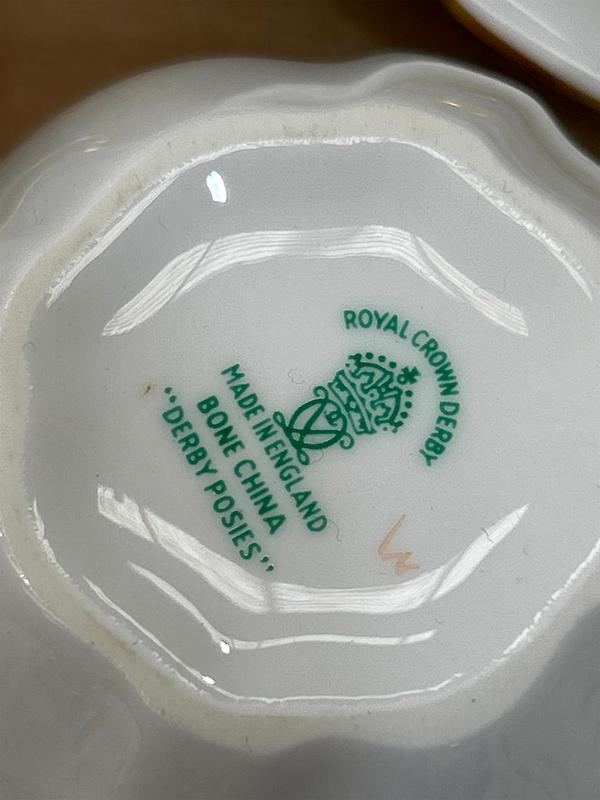 ROYAL CROWN DERBY
MADE IN ENGLAND
BONE CHINA
“DERBY POSIES”